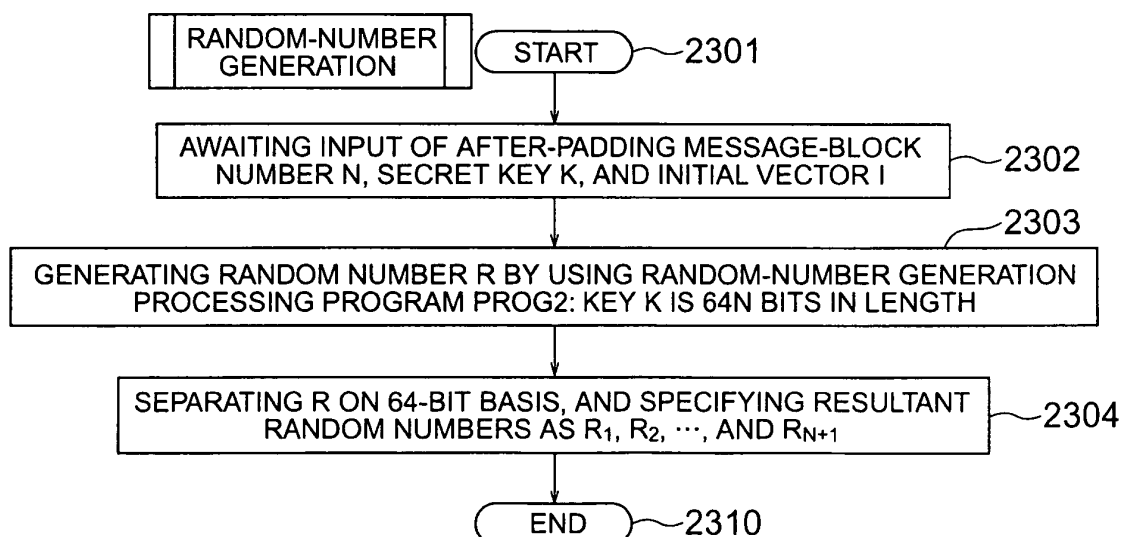 RANDOM-NUMBER
GENERATION
START
2301
AWAITING INPUT OF AFTER-PADDING MESSAGE-BLOCK
NUMBER N, SECRET KEY K, AND INITIAL VECTOR I
2302
2303
GENERATING RANDOM NUMBER R BY USING RANDOM-NUMBER GENERATION
PROCESSING PROGRAM PROG2: KEY K IS 64N BITS IN LENGTH
SEPARATING R ON 64-BIT BASIS, AND SPECIFYING RESULTANT
RANDOM NUMBERS AS R₁, R₂, ⋯, AND Rₙ₊₁
2304
END
2310